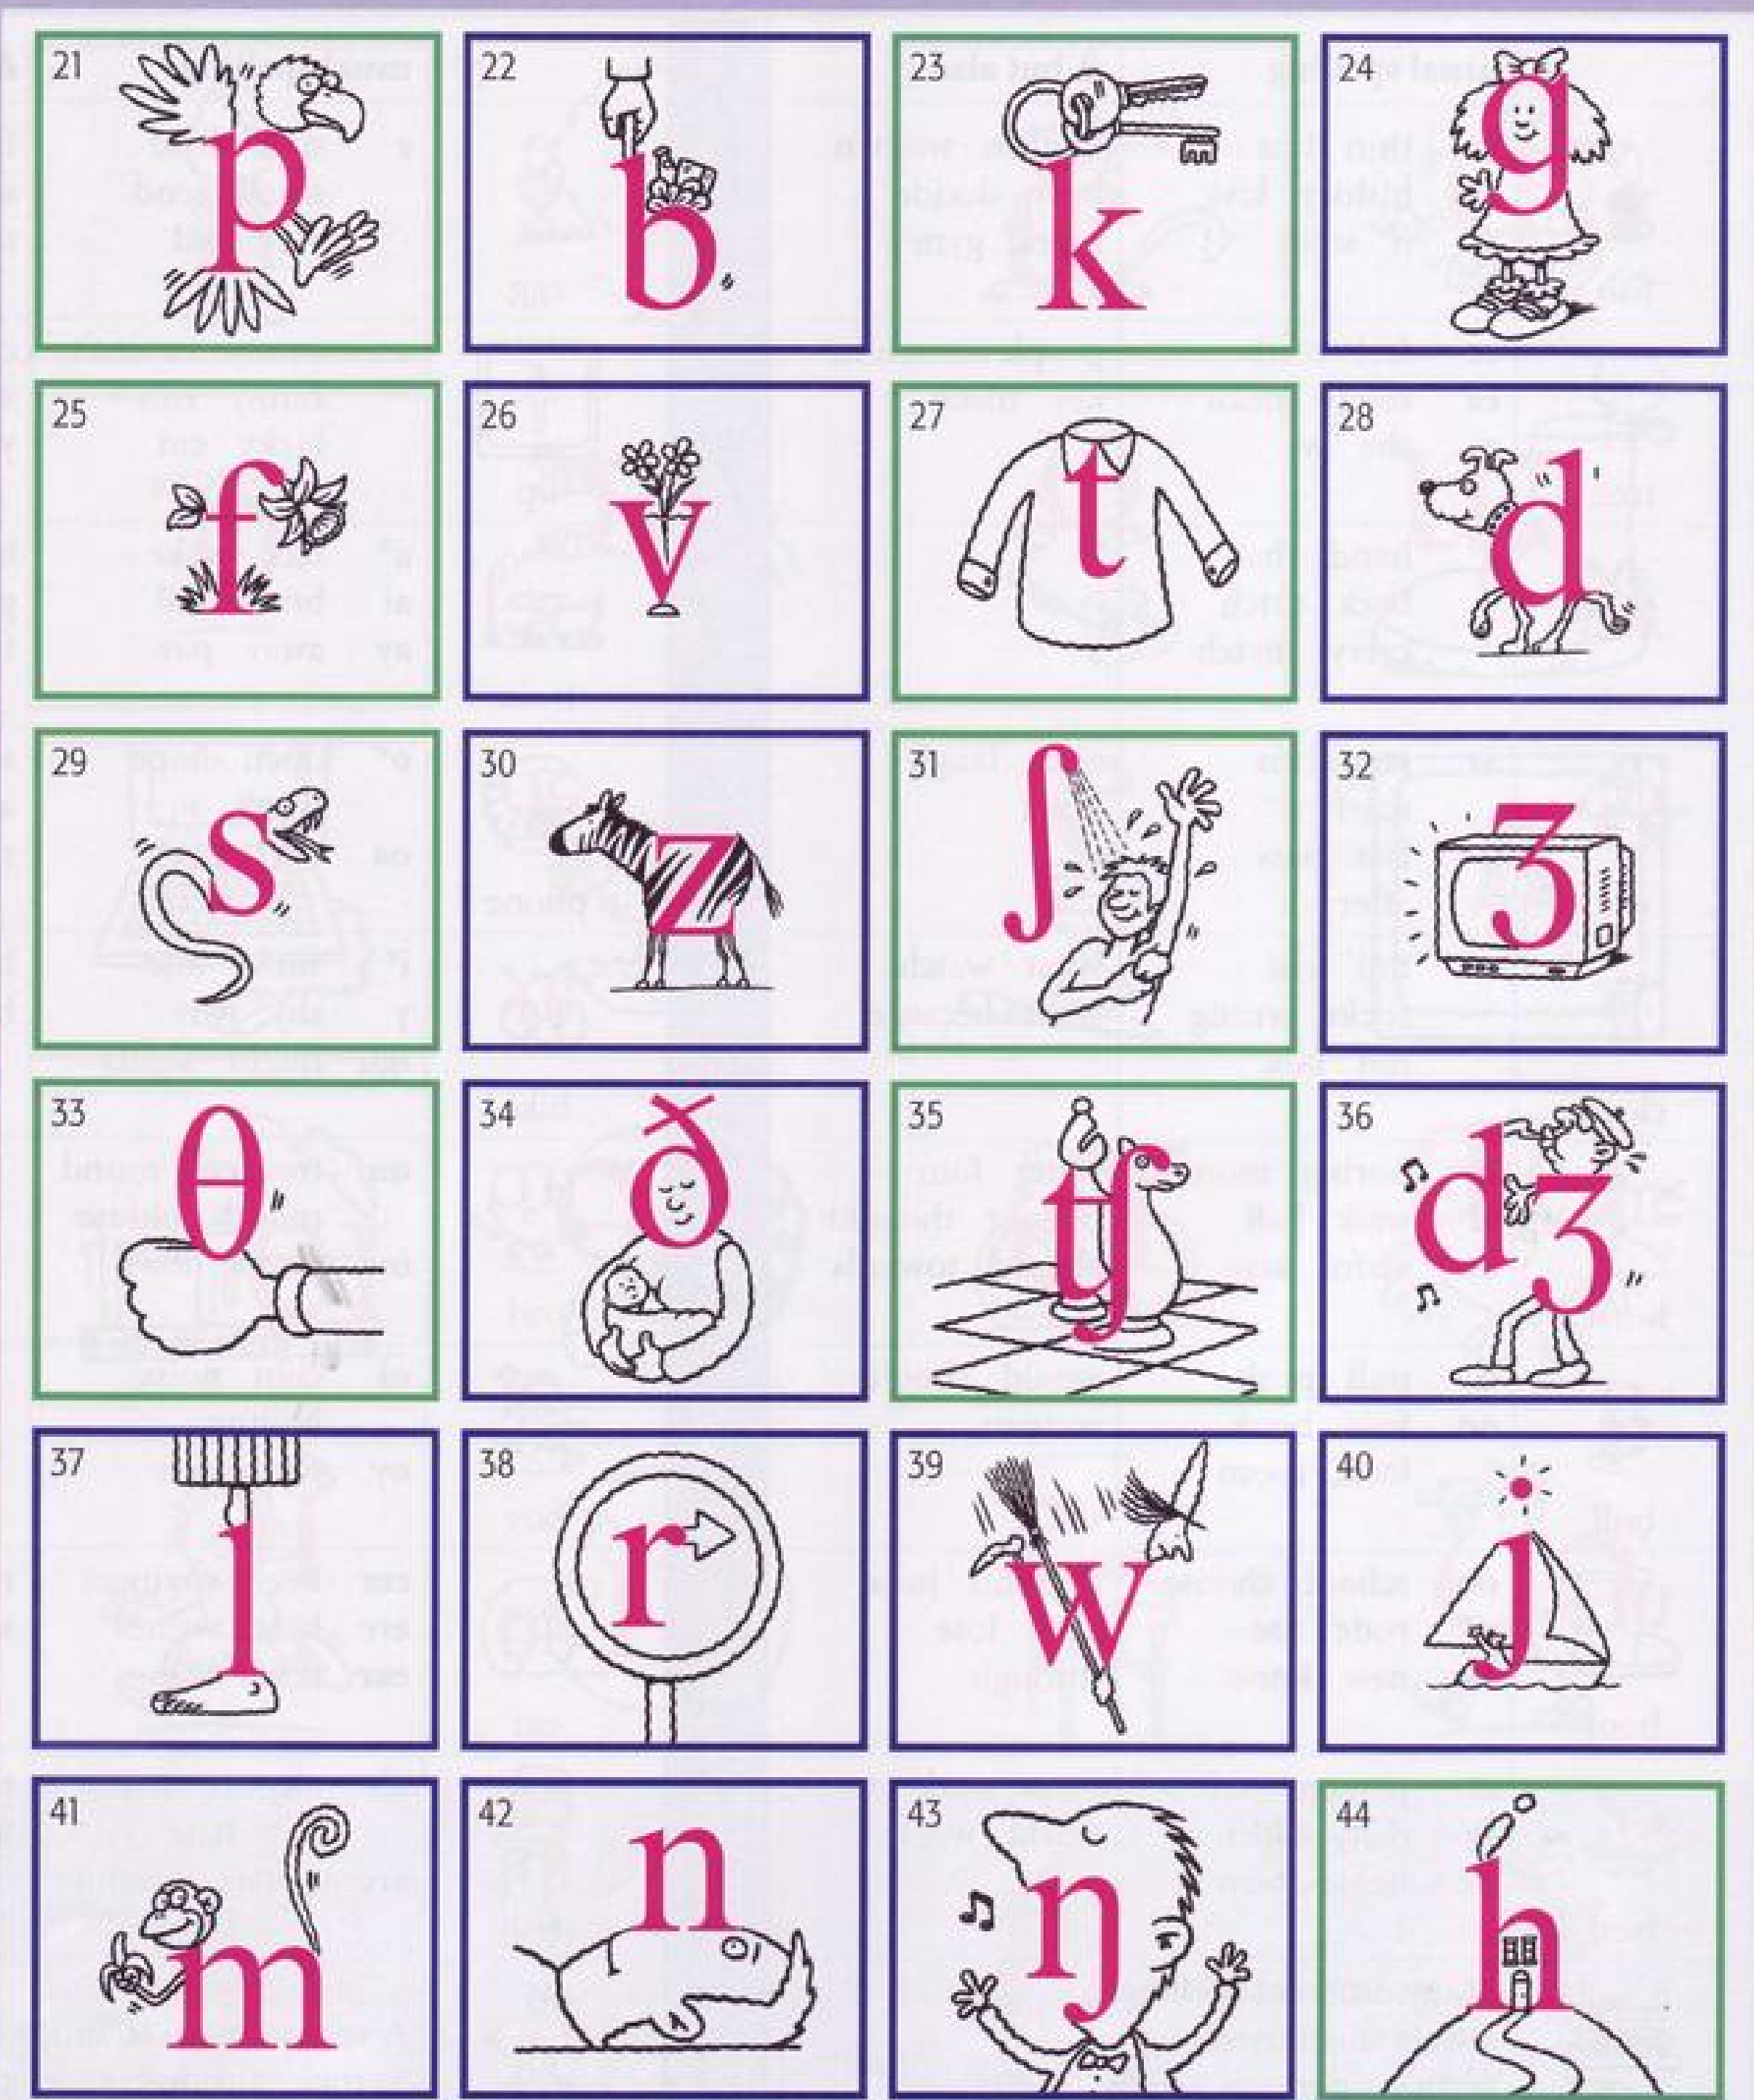 21 22 23 24
p b k g
25 26 27 28
f v t d
29 30 31 32
s z ʃ ʒ
33 34 35 36
θ ð tʃ dʒ
37 38 39 40
l r w j
41 42 43 44
m n ŋ h